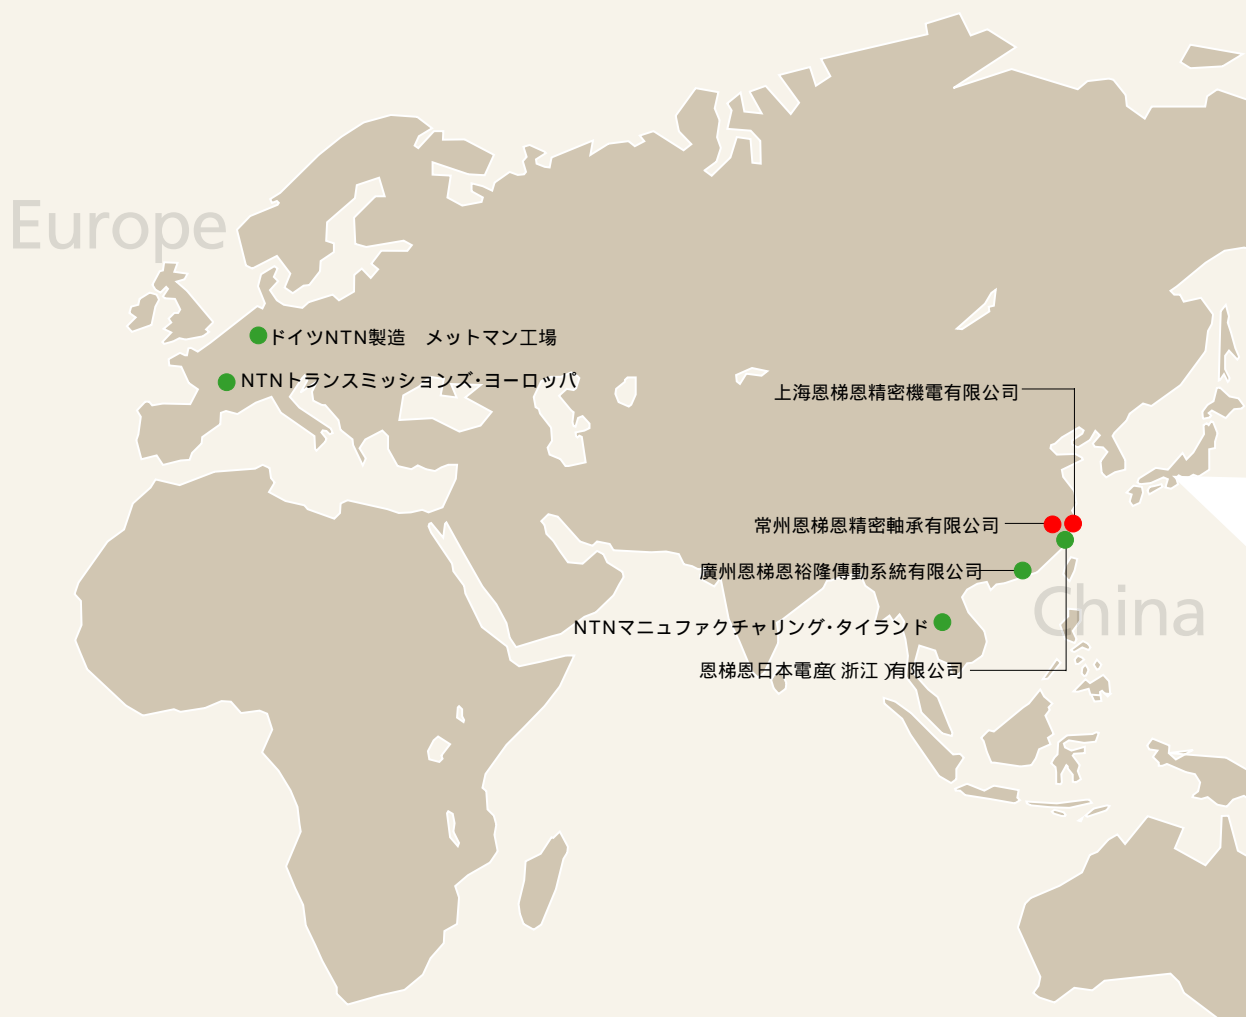 Europe
ドイツNTN製造　メットマン工場
NTNトランスミッションズ・ヨーロッパ
上海恩梯恩精密機電有限公司
常州恩梯恩精密軸承有限公司
廣州恩梯恩裕隆傳動系統有限公司
China
NTNマニュファクチャリング・タイランド
恩梯恩日本電産(浙江)有限公司